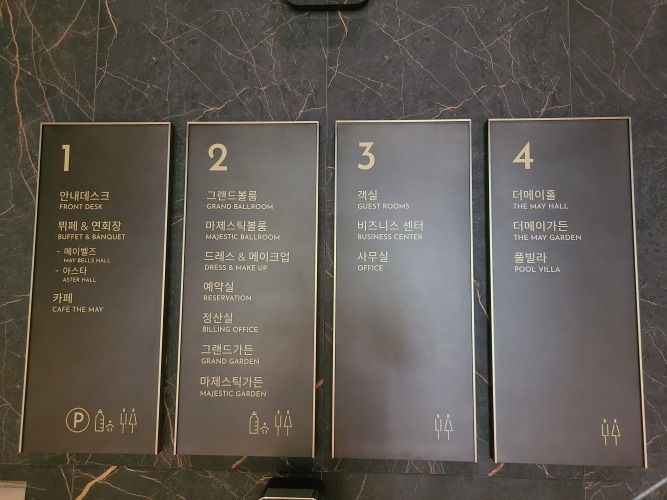 1
안내데스크
FRONT DESK
뷔페 & 연회장
BUFFET & BANQUET
- 메이벨즈
MAY BELLS HALL
- 아스타
ASTER HALL
카페
CAFÉ THE MAY
P
2
그랜드볼룸
GRAND BALLROOM
마제스틱볼룸
MAJESTIC BALLROOM
드레스 & 메이크업
DRESS & MAKE UP
예약실
RESERVATION
정산실
BILLING OFFICE
그랜드가든
GRAND GARDEN
마제스틱가든
MAJESTIC GARDEN
3
객실
GUEST ROOMS
비즈니스 센터
BUSINESS CENTER
사무실
OFFICE
4
더메이홀
THE MAY HALL
더메이가든
THE MAY GARDEN
풀빌라
POOL VILLA